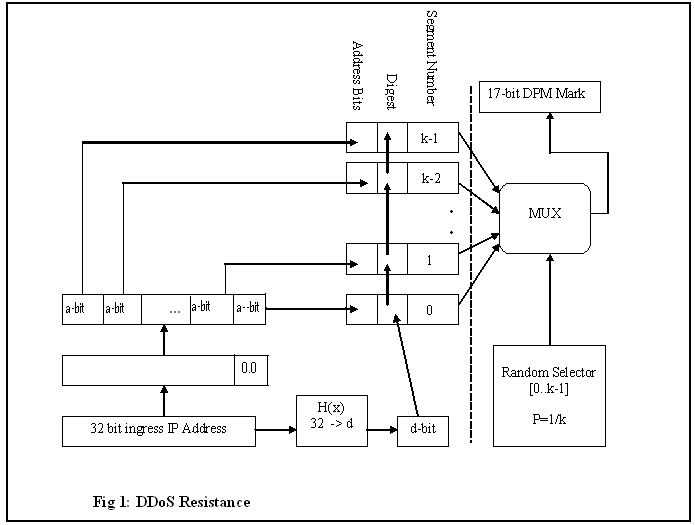 Address Bits
Digest
Segment Number
17-bit DPM Mark
k-1
k-2
.
.
MUX
1
a-bit a-bit ... a-bit a--bit
0
0.0
Random Selector
[0..k-1]
P=1/k
32 bit ingress IP Address
H(x)
32 -> d
d-bit
Fig 1: DDoS Resistance